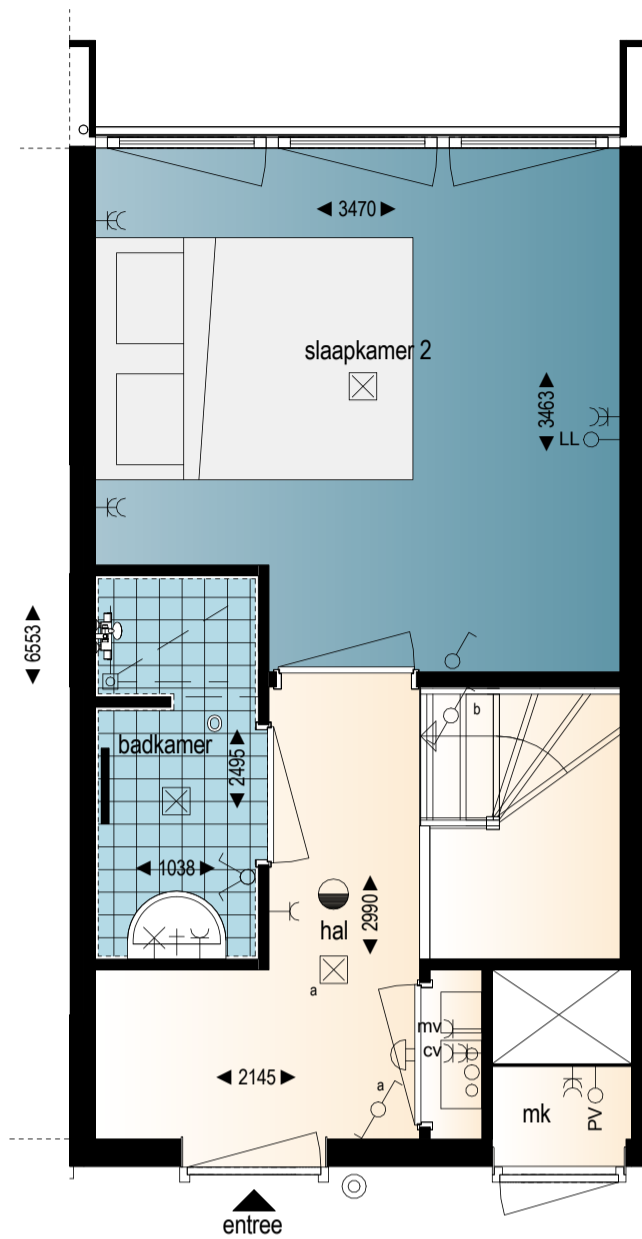 3470
slaapkamer 2
3463
LL
6553
b
badkamer
2495
1038
2990
hal
a
mv
cv
2145
a
mk
PV
entree